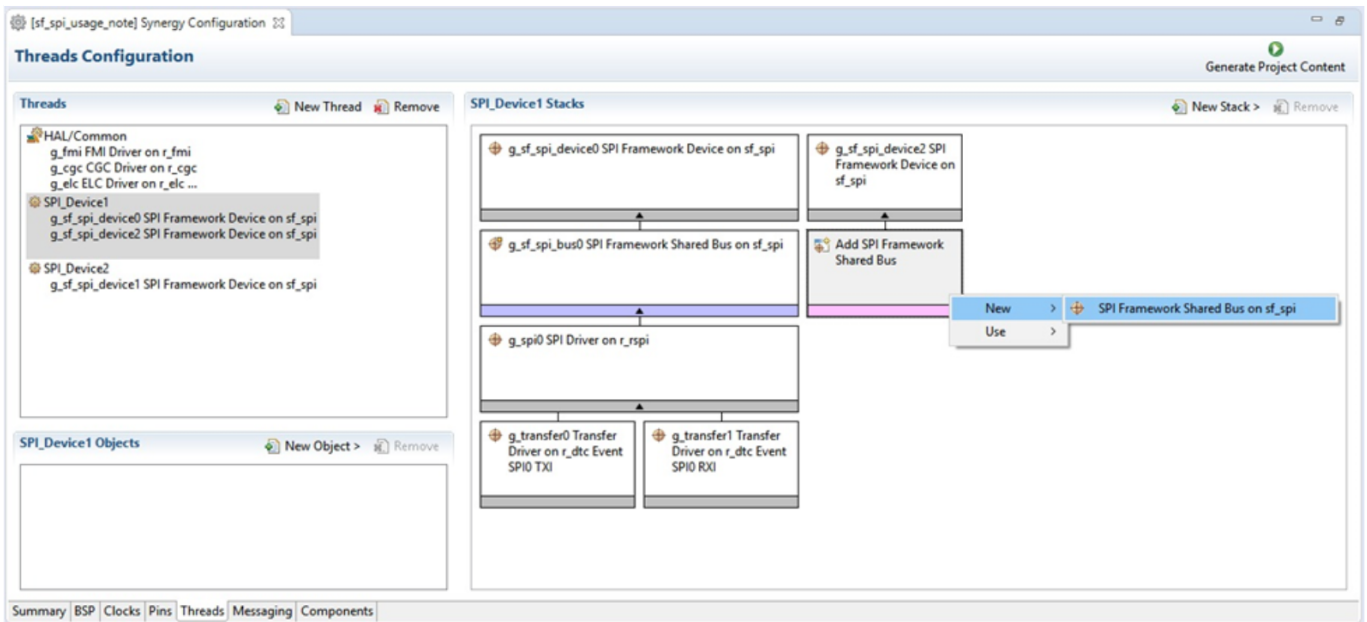 [sf_spi_usage_note] Synergy Configuration
Threads Configuration
Generate Project Content
Threads
New Thread
Remove
HAL/Common
g_fmi FMI Driver on r_fmi
g_cgc CGC Driver on r_cgc
g_elc ELC Driver on r_elc ...
SPI_Device1
g_sf_spi_device0 SPI Framework Device on sf_spi
g_sf_spi_device2 SPI Framework Device on sf_spi
SPI_Device2
g_sf_spi_device1 SPI Framework Device on sf_spi
SPI_Device1 Objects
New Object >
Remove
SPI_Device1 Stacks
New Stack >
Remove
g_sf_spi_device0 SPI Framework Device on sf_spi
g_sf_spi_device2 SPI
Framework Device on
sf_spi
g_sf_spi_bus0 SPI Framework Shared Bus on sf_spi
Add SPI Framework
Shared Bus
New
SPI Framework Shared Bus on sf_spi
Use
g_spi0 SPI Driver on r_rspi
g_transfer0 Transfer
Driver on r_dtc Event
SPI0 TXI
g_transfer1 Transfer
Driver on r_dtc Event
SPI0 RXI
Summary BSP Clocks Pins Threads Messaging Components